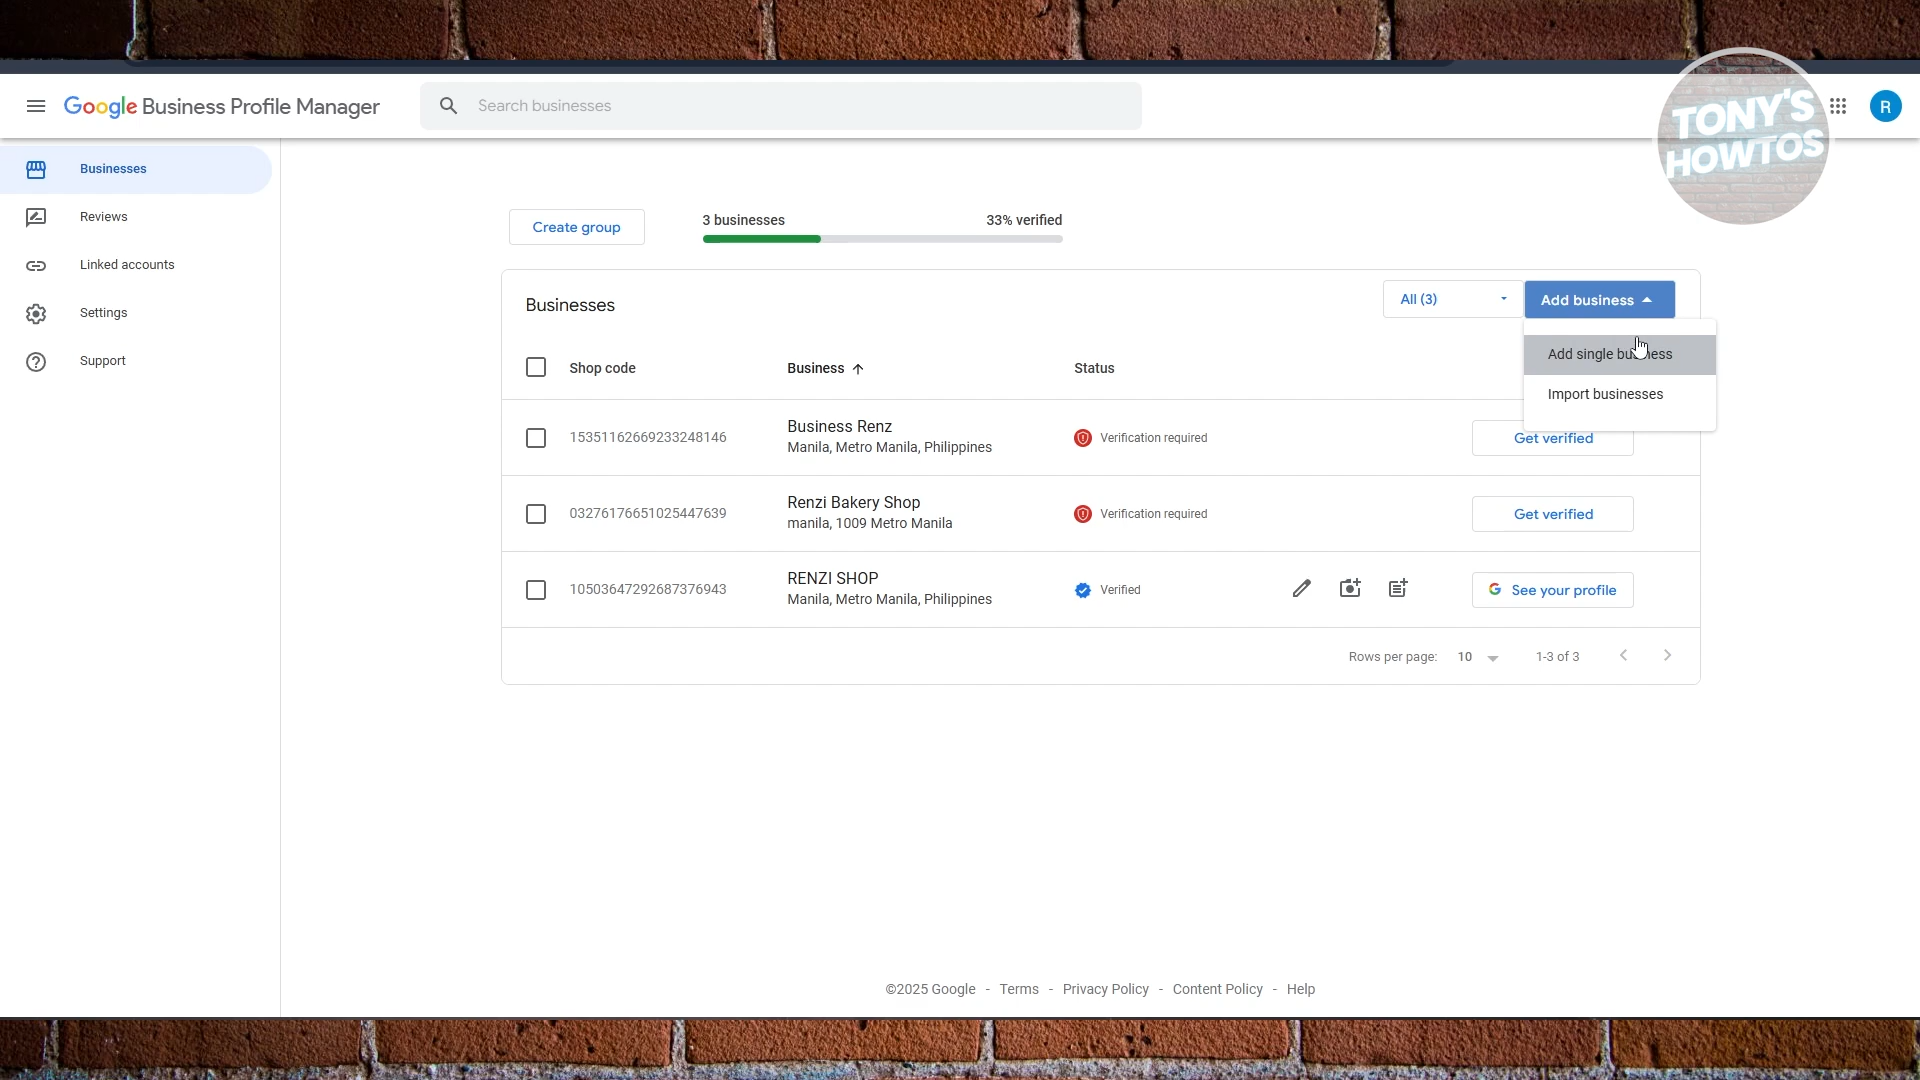 Google Business Profile Manager
Search businesses
TONY'S
HOWTOS
R
Businesses
Reviews
Linked accounts
Settings
Support
Create group
3 businesses
33% verified
Businesses
All (3)
Add business
Add single business
Import businesses
Shop code
Business
Status
15351162669233248146
Business Renz
Manila, Metro Manila, Philippines
Verification required
Get verified
03276176651025447639
Renzi Bakery Shop
manila, 1009 Metro Manila
Verification required
Get verified
10503647292687376943
RENZI SHOP
Manila, Metro Manila, Philippines
Verified
G See your profile
Rows per page: 10
1-3 of 3
©2025 Google - Terms - Privacy Policy - Content Policy - Help